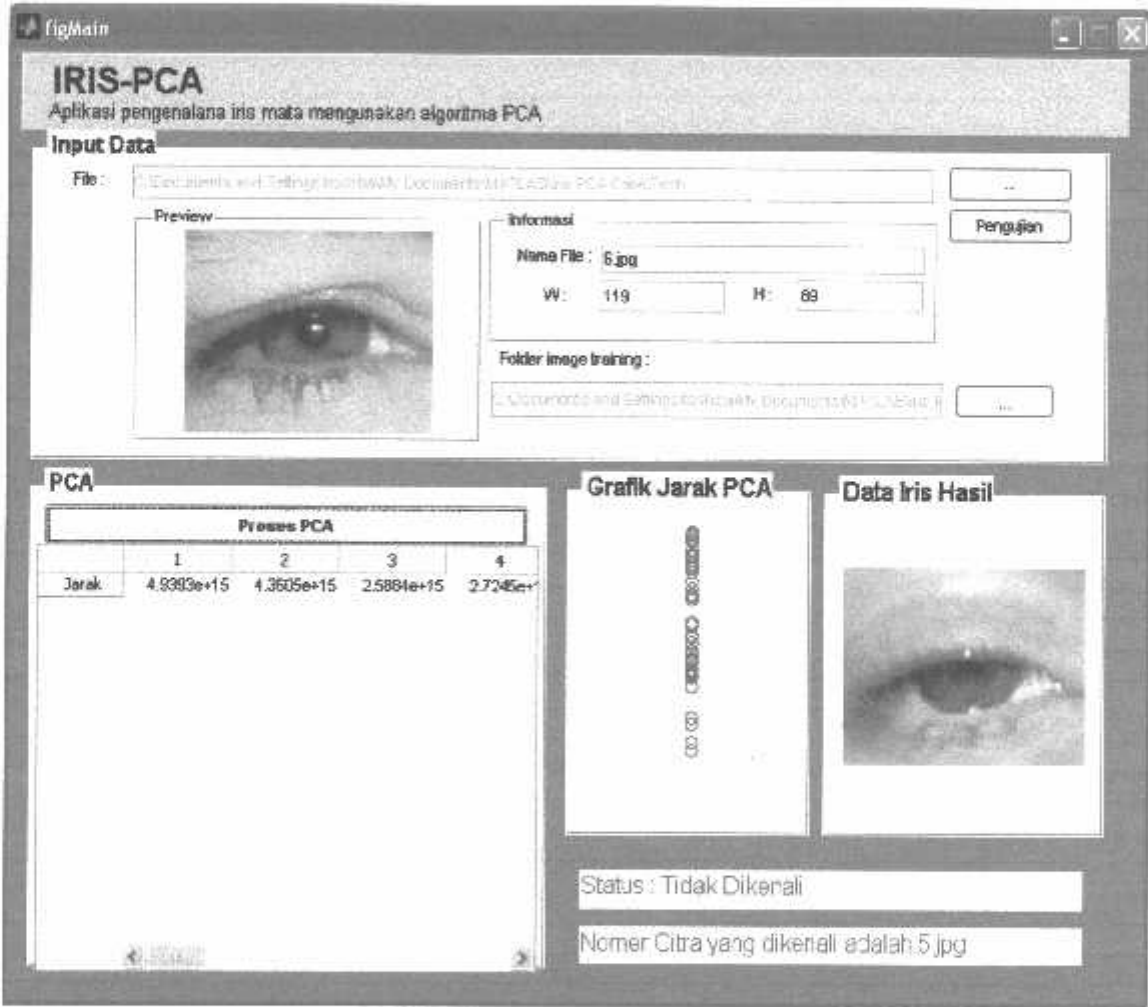 figMain
IRIS-PCA
Aplikasi pengenalana iris mata mengunakan algoritma PCA
Input Data
File :
...
Preview
Informasi
Pengujian
Nama File : 5.jpg
W : 119 H : 89
Folder image training :
...
PCA
Proses PCA
1 2 3 4
Jarak 4.9393e+15 4.3605e+15 2.5884e+15
Grafik Jarak PCA
Data Iris Hasil
Status : Tidak Dikenali
Nomer Citra yang dikenali adalah 5.jpg